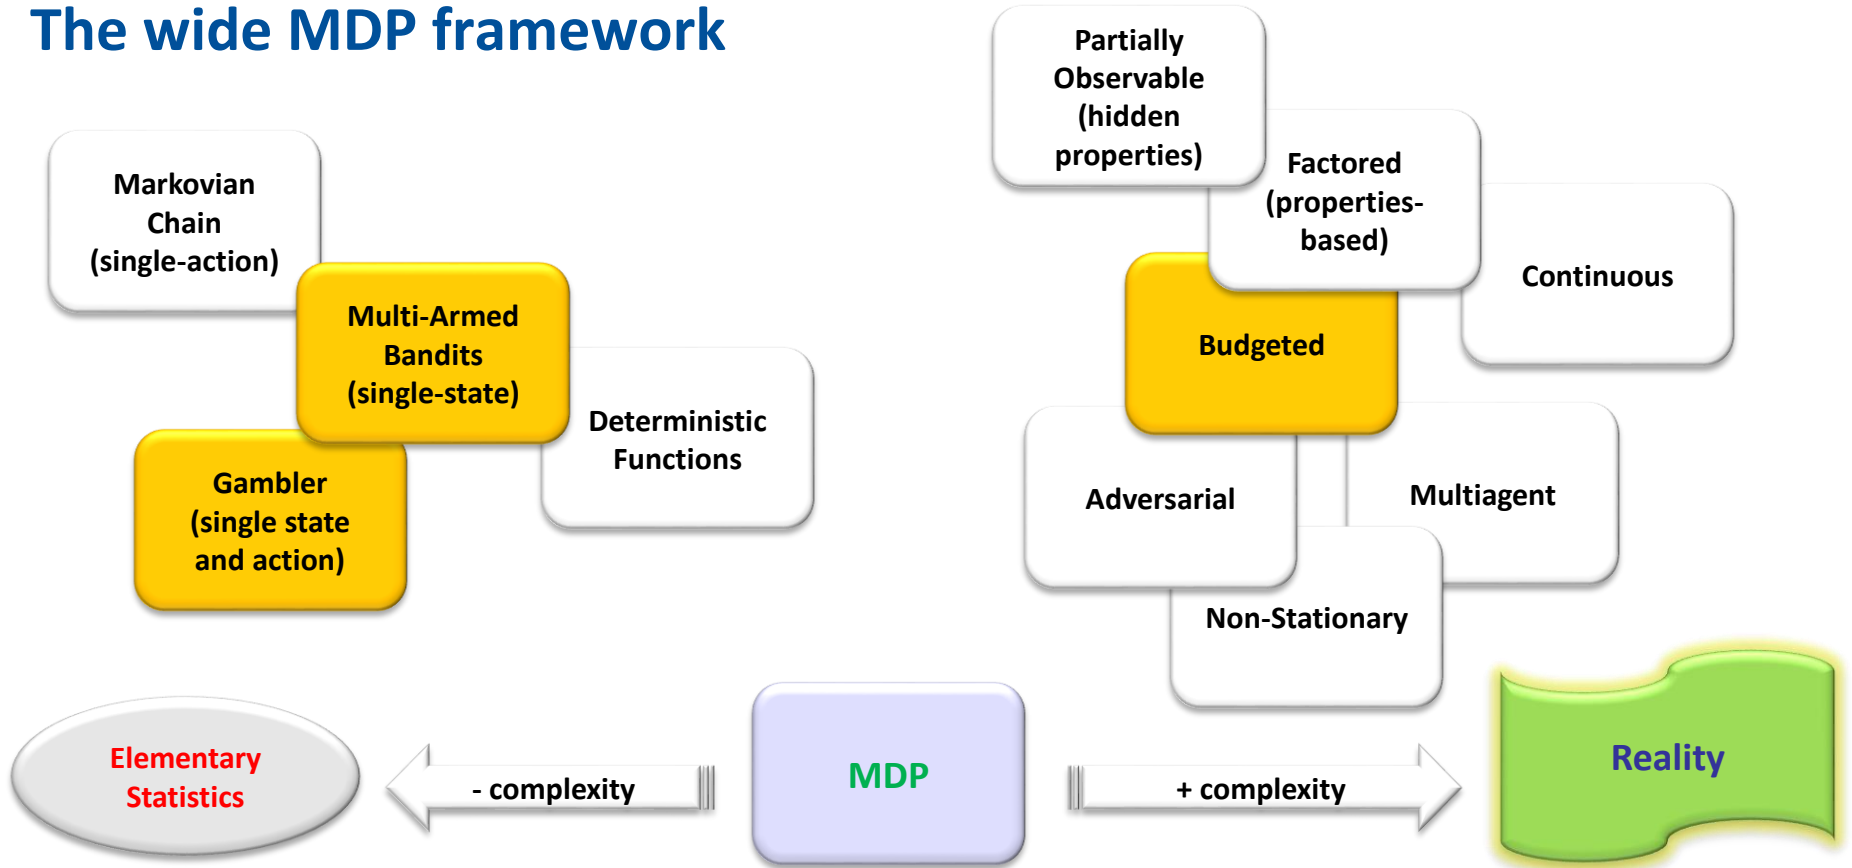 The wide MDP framework
Markovian
Chain
(single-action)
Multi-Armed
Bandits
(single-state)
Deterministic
Functions
Gambler
(single state
and action)
Partially
Observable
(hidden
properties)
Factored
(properties-
based)
Continuous
Budgeted
Adversarial
Multiagent
Non-Stationary
Elementary
Statistics
- complexity
MDP
+ complexity
Reality